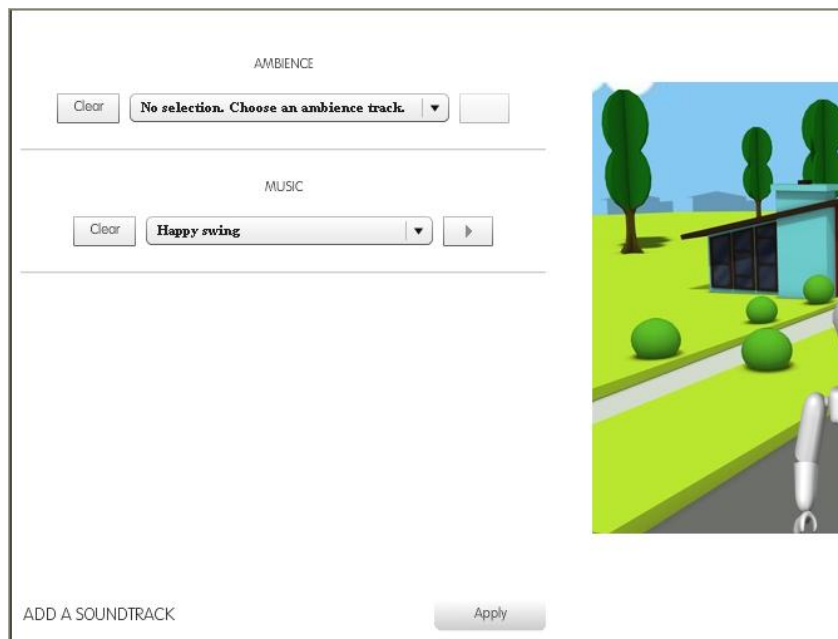 AMBIENCE
Clear No selection. Choose an ambience track.
MUSIC
Clear Happy swing
ADD A SOUNDTRACK Apply